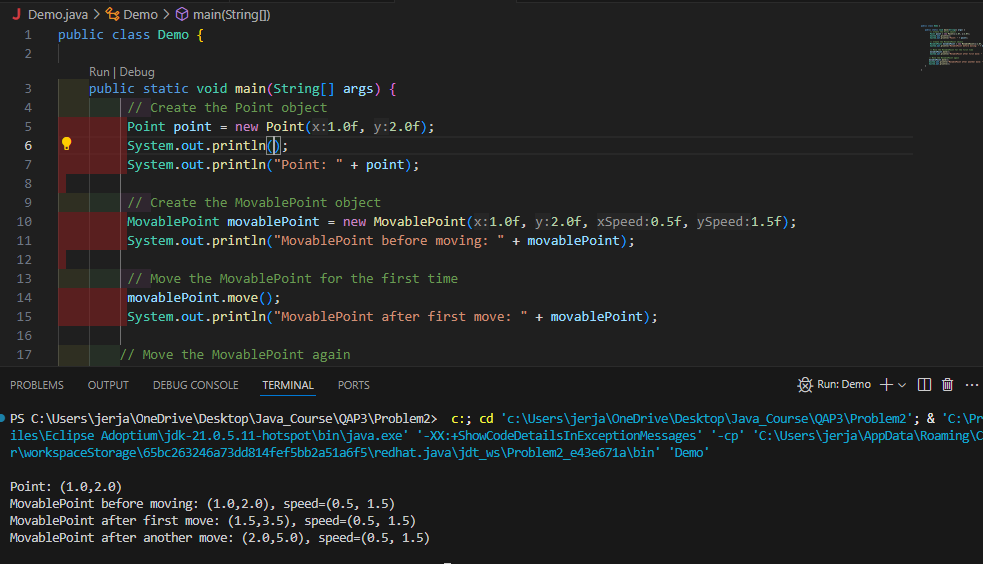 Demo.java > Demo > main(String[])
1 public class Demo {
2
Run | Debug
3 public static void main(String[] args) {
4 // Create the Point object
5 Point point = new Point(x:1.0f, y:2.0f);
6 System.out.println();
7 System.out.println("Point: " + point);
8
9 // Create the MovablePoint object
10 MovablePoint movablePoint = new MovablePoint(x:1.0f, y:2.0f, xSpeed:0.5f, ySpeed:1.5f);
11 System.out.println("MovablePoint before moving: " + movablePoint);
12
13 // Move the MovablePoint for the first time
14 movablePoint.move();
15 System.out.println("MovablePoint after first move: " + movablePoint);
16
17 // Move the MovablePoint again
PROBLEMS OUTPUT DEBUG CONSOLE TERMINAL PORTS Run: Demo
PS C:\Users\jerja\OneDrive\Desktop\Java_Course\QAP3\Problem2> c:; cd 'c:\Users\jerja\OneDrive\Desktop\Java_Course\QAP3\Problem2'; & 'C:\Pr
iles\Eclipse Adoptium\jdk-21.0.5.11-hotspot\bin\java.exe' '-XX:+ShowCodeDetailsInExceptionMessages' '-cp' 'C:\Users\jerja\AppData\Roaming\C
r\workspaceStorage\65bc263246a73dd814fef5bb2a51a6f5\redhat.java\jdt_ws\Problem2_e43e671a\bin' 'Demo'
Point: (1.0,2.0)
MovablePoint before moving: (1.0,2.0), speed=(0.5, 1.5)
MovablePoint after first move: (1.5,3.5), speed=(0.5, 1.5)
MovablePoint after another move: (2.0,5.0), speed=(0.5, 1.5)